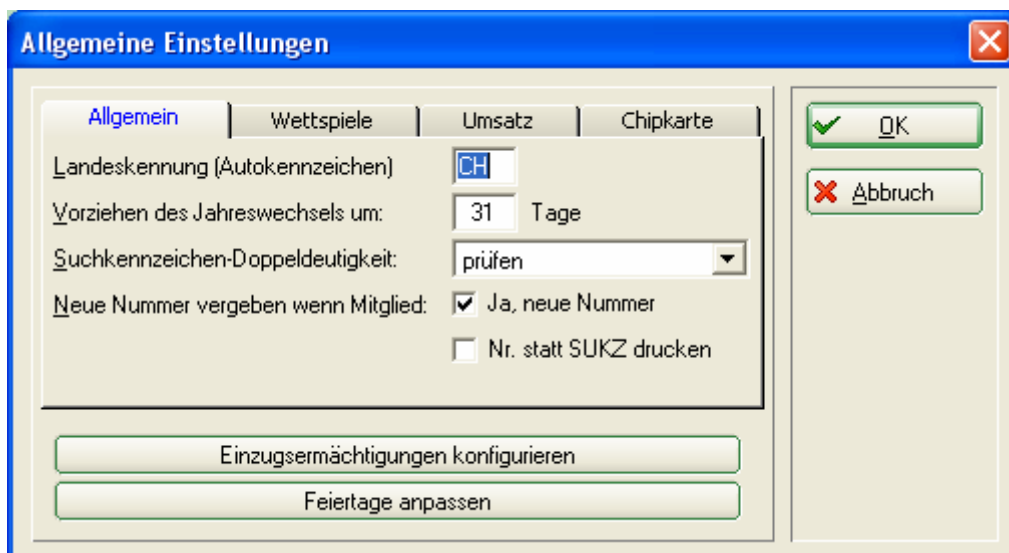 Allgemeine Einstellungen
Allgemein Wettspiele Umsatz Chipkarte
Landeskennung (Autokennzeichen) CH
Vorziehen des Jahreswechsels um: 31 Tage
Suchkennzeichen-Doppeldeutigkeit: prüfen
Neue Nummer vergeben wenn Mitglied: Ja, neue Nummer
Nr. statt SUKZ drucken
Einzugsermächtigungen konfigurieren
Feiertage anpassen
OK
Abbruch